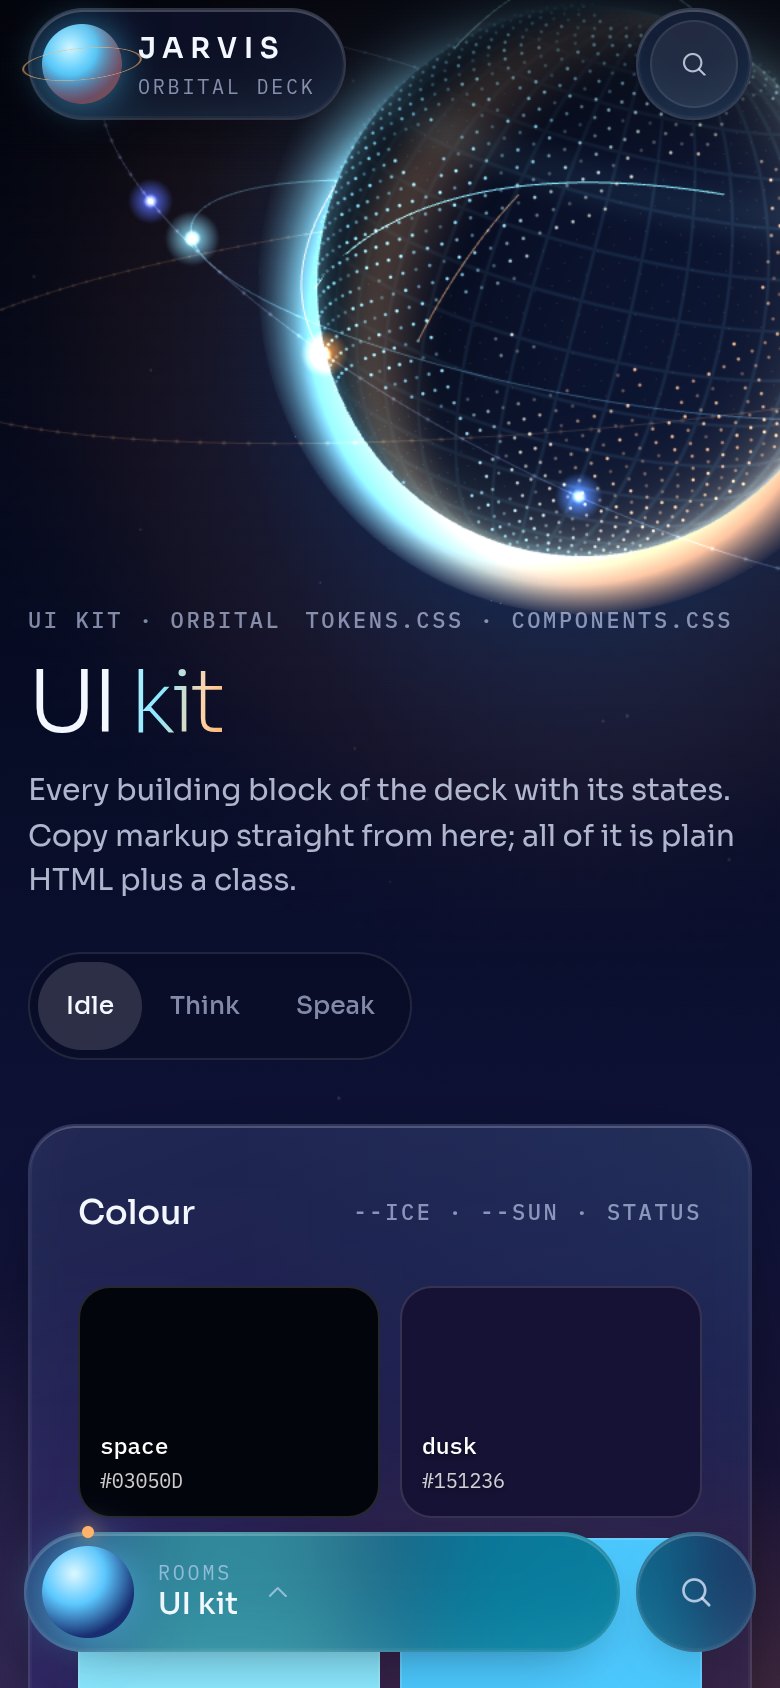 JARVIS
ORBITAL DECK
UI KIT · ORBITAL TOKENS.CSS · COMPONENTS.CSS
UI kit
Every building block of the deck with its states.
Copy markup straight from here; all of it is plain
HTML plus a class.
Idle Think Speak
Colour --ICE · --SUN · STATUS
space dusk
#03050D #151236
ROOMS
UI kit